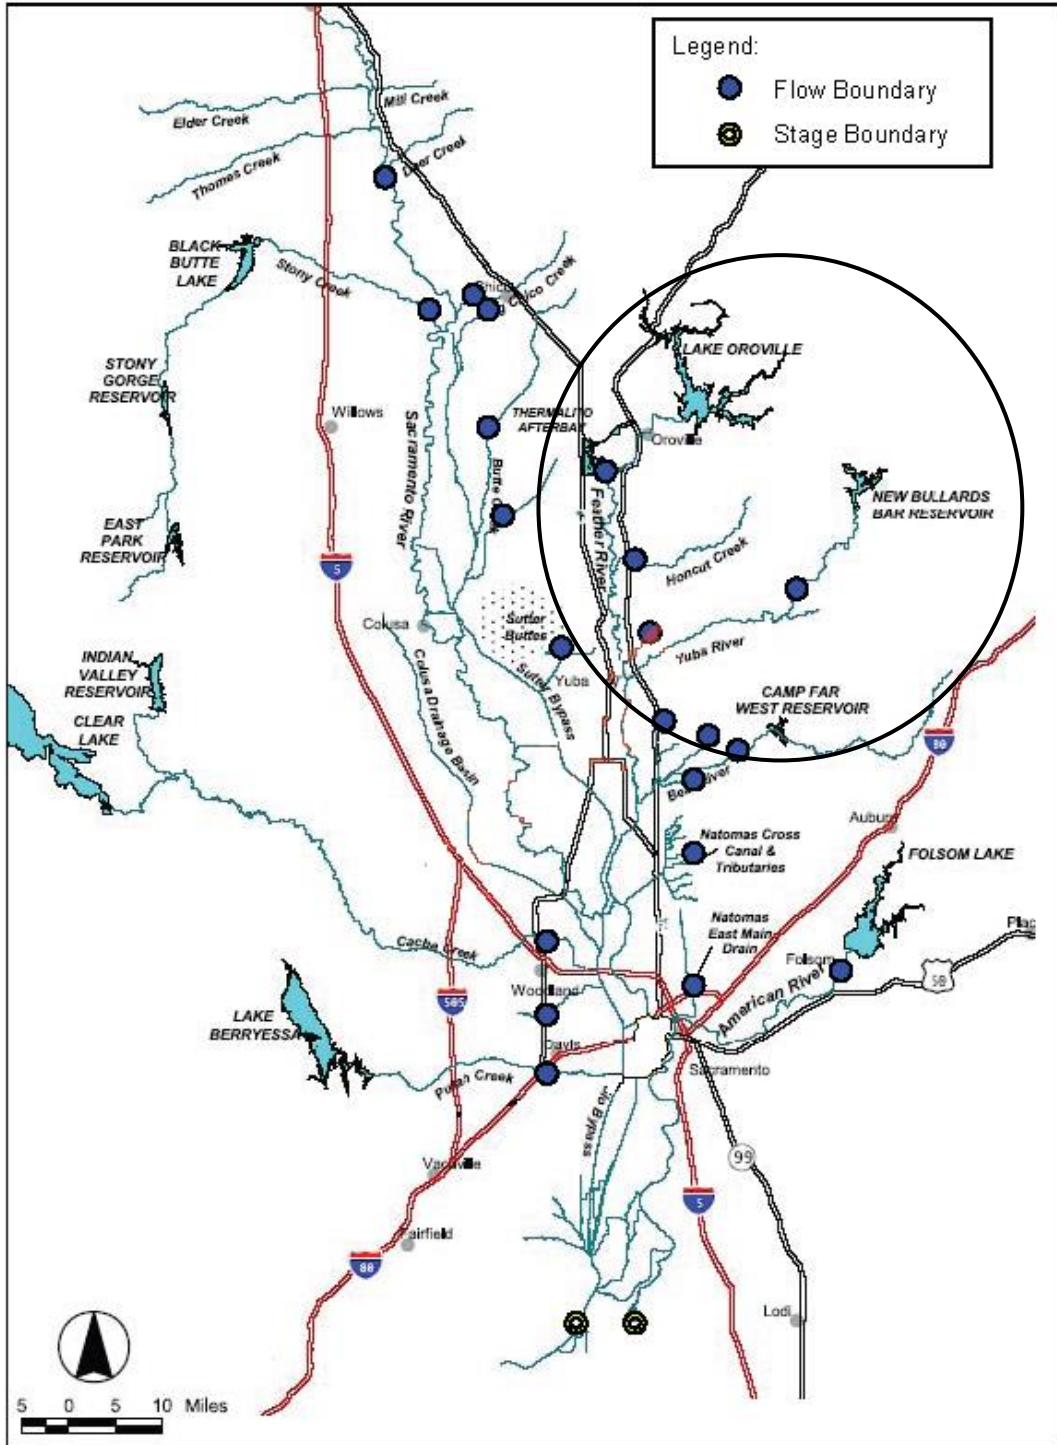 Legend:
Flow Boundary
Stage Boundary
Mill Creek
Elder Creek
Deer Creek
Thomes Creek
BLACK
BUTTE
LAKE
Stony Creek
Chico
Chico Creek
LAKE OROVILLE
STONY
GORGE
RESERVOIR
Willows
Sacramento River
THERMALITO
AFTERBAY
Oroville
Butte Creek
Feather River
NEW BULLARDS
BAR RESERVOIR
EAST
PARK
RESERVOIR
5
Honcut Creek
Colusa
Sutter
Buttes
Yuba River
Yuba
INDIAN
VALLEY
RESERVOIR
CLEAR
LAKE
Colusa Drainage Basin
Sutter Bypass
CAMP FAR
WEST RESERVOIR
80
Bear River
Auburn
Natomas Cross
Canal &
Tributaries
FOLSOM LAKE
Natomas
East Main
Drain
Plac
Cache Creek
Folsom
American River
50
Woodland
505
LAKE
BERRYESSA
Davis
Putah Creek
Sacramento
lo Bypass
Vacaville
99
5
Fairfield
80
Lodi
5 0 5 10 Miles